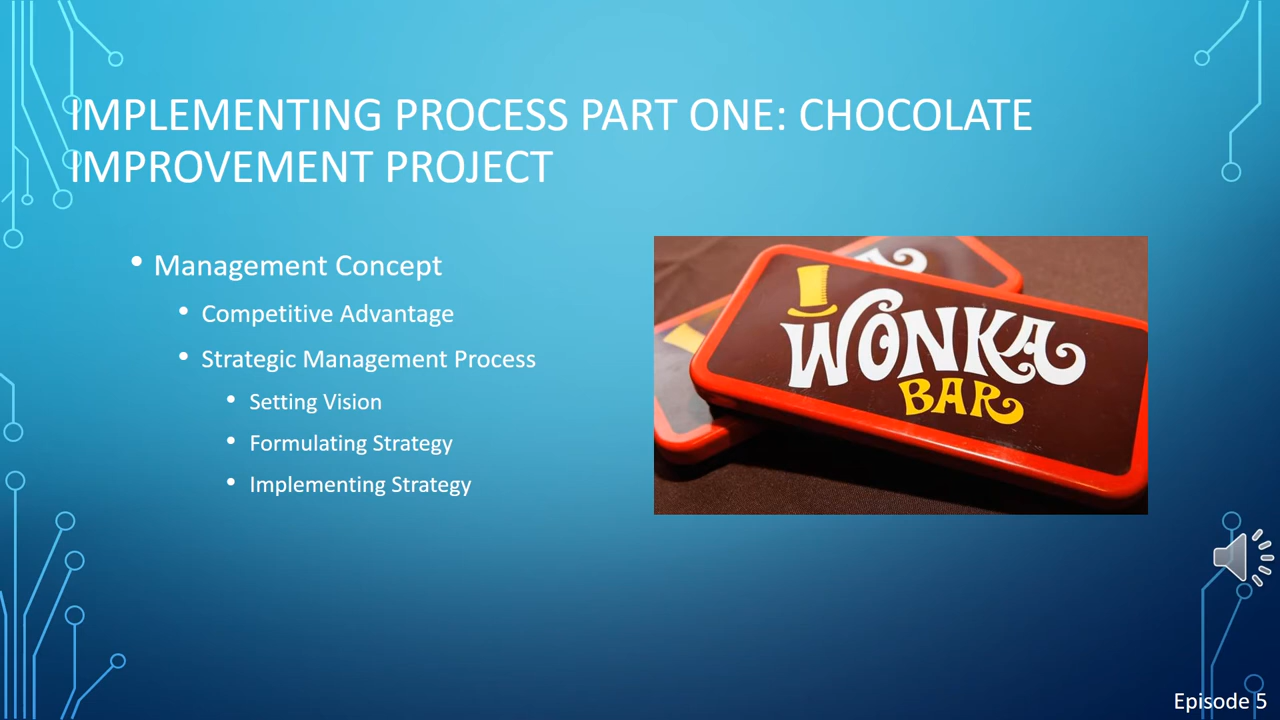 IMPLEMENTING PROCESS PART ONE: CHOCOLATE
IMPROVEMENT PROJECT
• Management Concept
• Competitive Advantage
• Strategic Management Process
• Setting Vision
• Formulating Strategy
• Implementing Strategy
WONKA
BAR
Episode 5